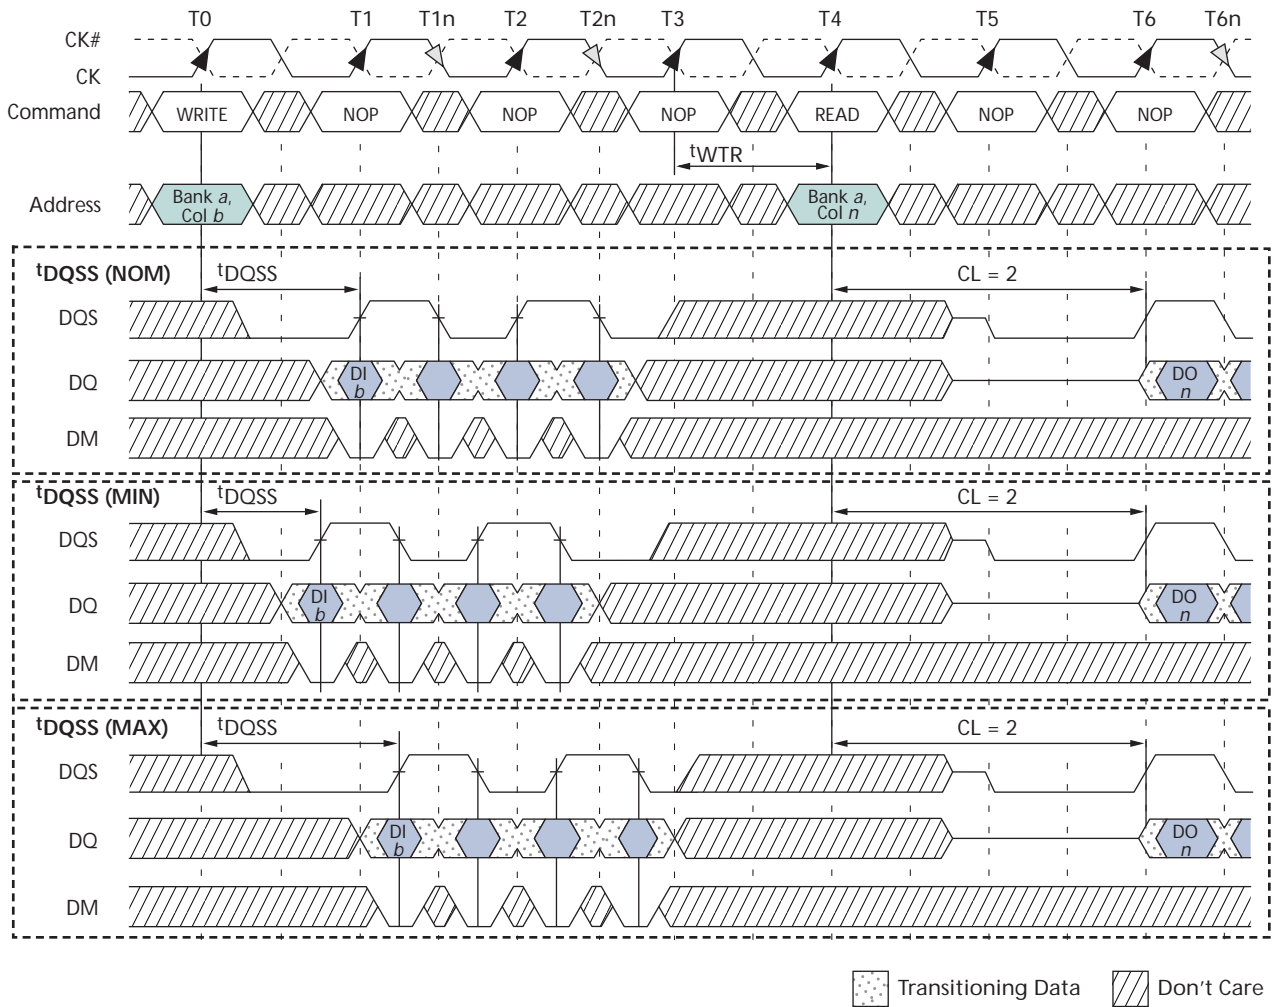 T0 T1 T1n T2 T2n T3 T4 T5 T6 T6n
CK#
CK
Command WRITE NOP NOP NOP READ NOP NOP
tWTR
Address Bank a, Col b Bank a, Col n
tDQSS (NOM) tDQSS CL = 2
DQS
DQ DI b DO n
DM
tDQSS (MIN) tDQSS CL = 2
DQS
DQ DI b DO n
DM
tDQSS (MAX) tDQSS CL = 2
DQS
DQ DI b DO n
DM
Transitioning Data Don't Care